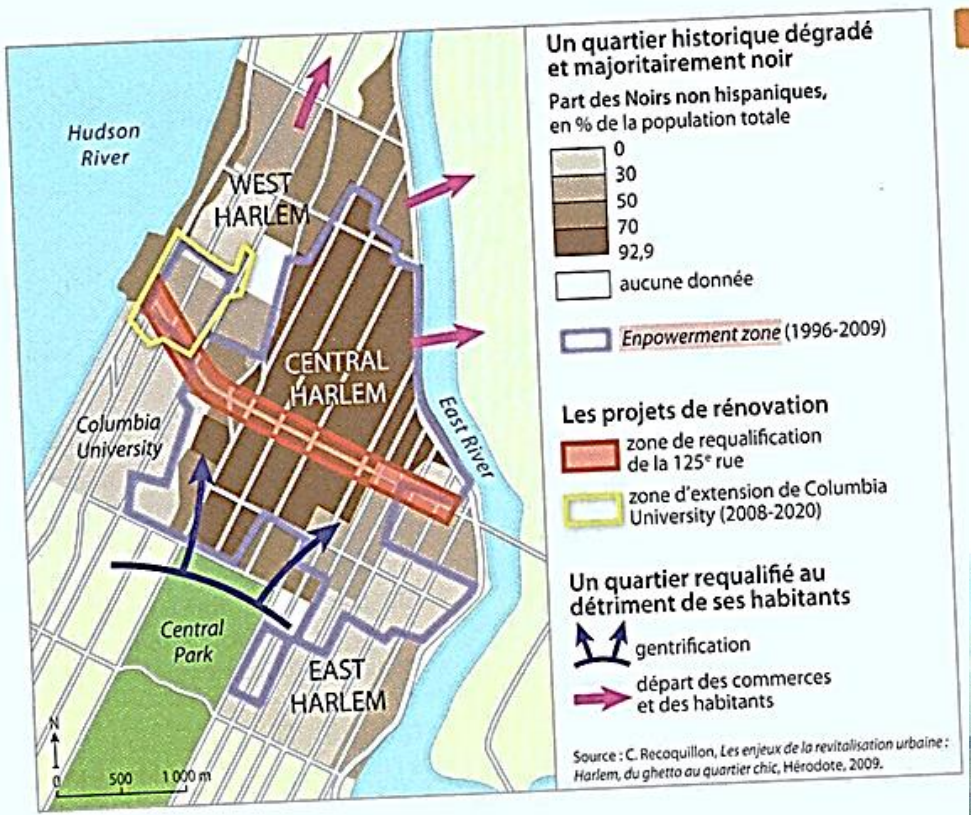 Hudson
River
WEST
HARLEM
CENTRAL
HARLEM
Columbia
University
East River
Central
Park
EAST
HARLEM
N
0 500 1 000 m
Un quartier historique dégradé
et majoritairement noir
Part des Noirs non hispaniques,
en % de la population totale
0
30
50
70
92,9
aucune donnée
Enpowerment zone (1996-2009)
Les projets de rénovation
zone de requalification
de la 125e rue
zone d'extension de Columbia
University (2008-2020)
Un quartier requalifié au
détriment de ses habitants
gentrification
départ des commerces
et des habitants
Source : C. Recoquillon, Les enjeux de la revitalisation urbaine :
Harlem, du ghetto au quartier chic, Hérodote, 2009.